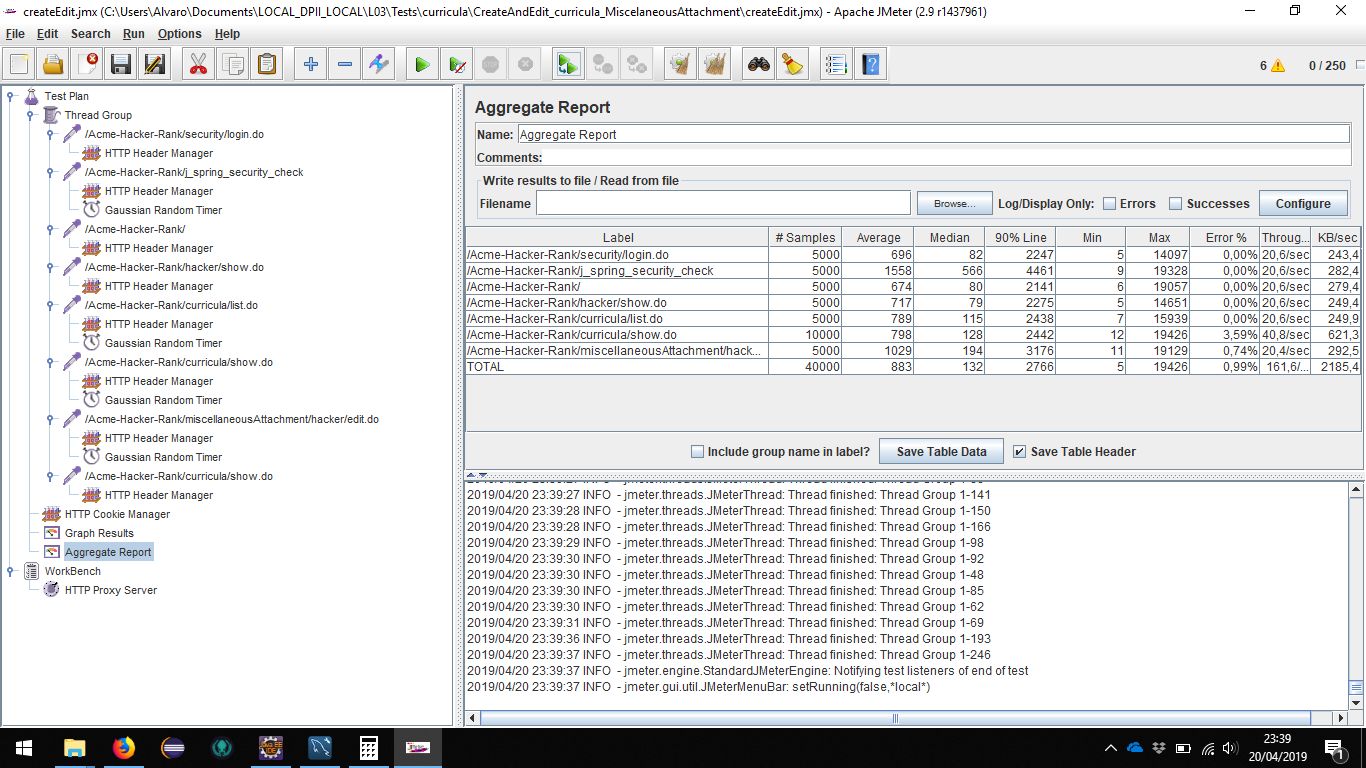 createEdit.jmx (C:\Users\Alvaro\Documents\LOCAL_DPII_LOCAL\L03\Tests\curricula\CreateAndEdit_curricula_MiscelaneousAttachment\createEdit.jmx) - Apache JMeter (2.9 r1437961)
File Edit Search Run Options Help
6 0 / 250
Test Plan
Thread Group
/Acme-Hacker-Rank/security/login.do
HTTP Header Manager
/Acme-Hacker-Rank/j_spring_security_check
HTTP Header Manager
Gaussian Random Timer
/Acme-Hacker-Rank/
HTTP Header Manager
/Acme-Hacker-Rank/hacker/show.do
HTTP Header Manager
/Acme-Hacker-Rank/curricula/list.do
HTTP Header Manager
Gaussian Random Timer
/Acme-Hacker-Rank/curricula/show.do
HTTP Header Manager
Gaussian Random Timer
/Acme-Hacker-Rank/miscellaneousAttachment/hacker/edit.do
HTTP Header Manager
Gaussian Random Timer
/Acme-Hacker-Rank/curricula/show.do
HTTP Header Manager
HTTP Cookie Manager
Graph Results
Aggregate Report
WorkBench
HTTP Proxy Server
Aggregate Report
Name: Aggregate Report
Comments:
Write results to file / Read from file
Filename Browse... Log/Display Only: Errors Successes Configure
Label # Samples Average Median 90% Line Min Max Error % Throug... KB/sec
/Acme-Hacker-Rank/security/login.do 5000 696 82 2247 5 14097 0,00% 20,6/sec 243,4
/Acme-Hacker-Rank/j_spring_security_check 5000 1558 566 4461 9 19328 0,00% 20,6/sec 282,4
/Acme-Hacker-Rank/ 5000 674 80 2141 6 19057 0,00% 20,6/sec 279,4
/Acme-Hacker-Rank/hacker/show.do 5000 717 79 2275 5 14651 0,00% 20,6/sec 249,4
/Acme-Hacker-Rank/curricula/list.do 5000 789 115 2438 7 15939 0,00% 20,6/sec 249,9
/Acme-Hacker-Rank/curricula/show.do 10000 798 128 2442 12 19426 3,59% 40,8/sec 621,3
/Acme-Hacker-Rank/miscellaneousAttachment/hack... 5000 1029 194 3176 11 19129 0,74% 20,4/sec 292,5
TOTAL 40000 883 132 2766 5 19426 0,99% 161,6/... 2185,4
Include group name in label? Save Table Data Save Table Header
2019/04/20 23:39:27 INFO - jmeter.threads.JMeterThread: Thread finished: Thread Group 1-141
2019/04/20 23:39:28 INFO - jmeter.threads.JMeterThread: Thread finished: Thread Group 1-150
2019/04/20 23:39:28 INFO - jmeter.threads.JMeterThread: Thread finished: Thread Group 1-166
2019/04/20 23:39:29 INFO - jmeter.threads.JMeterThread: Thread finished: Thread Group 1-98
2019/04/20 23:39:30 INFO - jmeter.threads.JMeterThread: Thread finished: Thread Group 1-92
2019/04/20 23:39:30 INFO - jmeter.threads.JMeterThread: Thread finished: Thread Group 1-48
2019/04/20 23:39:30 INFO - jmeter.threads.JMeterThread: Thread finished: Thread Group 1-85
2019/04/20 23:39:30 INFO - jmeter.threads.JMeterThread: Thread finished: Thread Group 1-62
2019/04/20 23:39:31 INFO - jmeter.threads.JMeterThread: Thread finished: Thread Group 1-69
2019/04/20 23:39:36 INFO - jmeter.threads.JMeterThread: Thread finished: Thread Group 1-193
2019/04/20 23:39:37 INFO - jmeter.threads.JMeterThread: Thread finished: Thread Group 1-246
2019/04/20 23:39:37 INFO - jmeter.engine.StandardJMeterEngine: Notifying test listeners of end of test
2019/04/20 23:39:37 INFO - jmeter.gui.util.JMeterMenuBar: setRunning(false,*local*)
23:39
20/04/2019
1